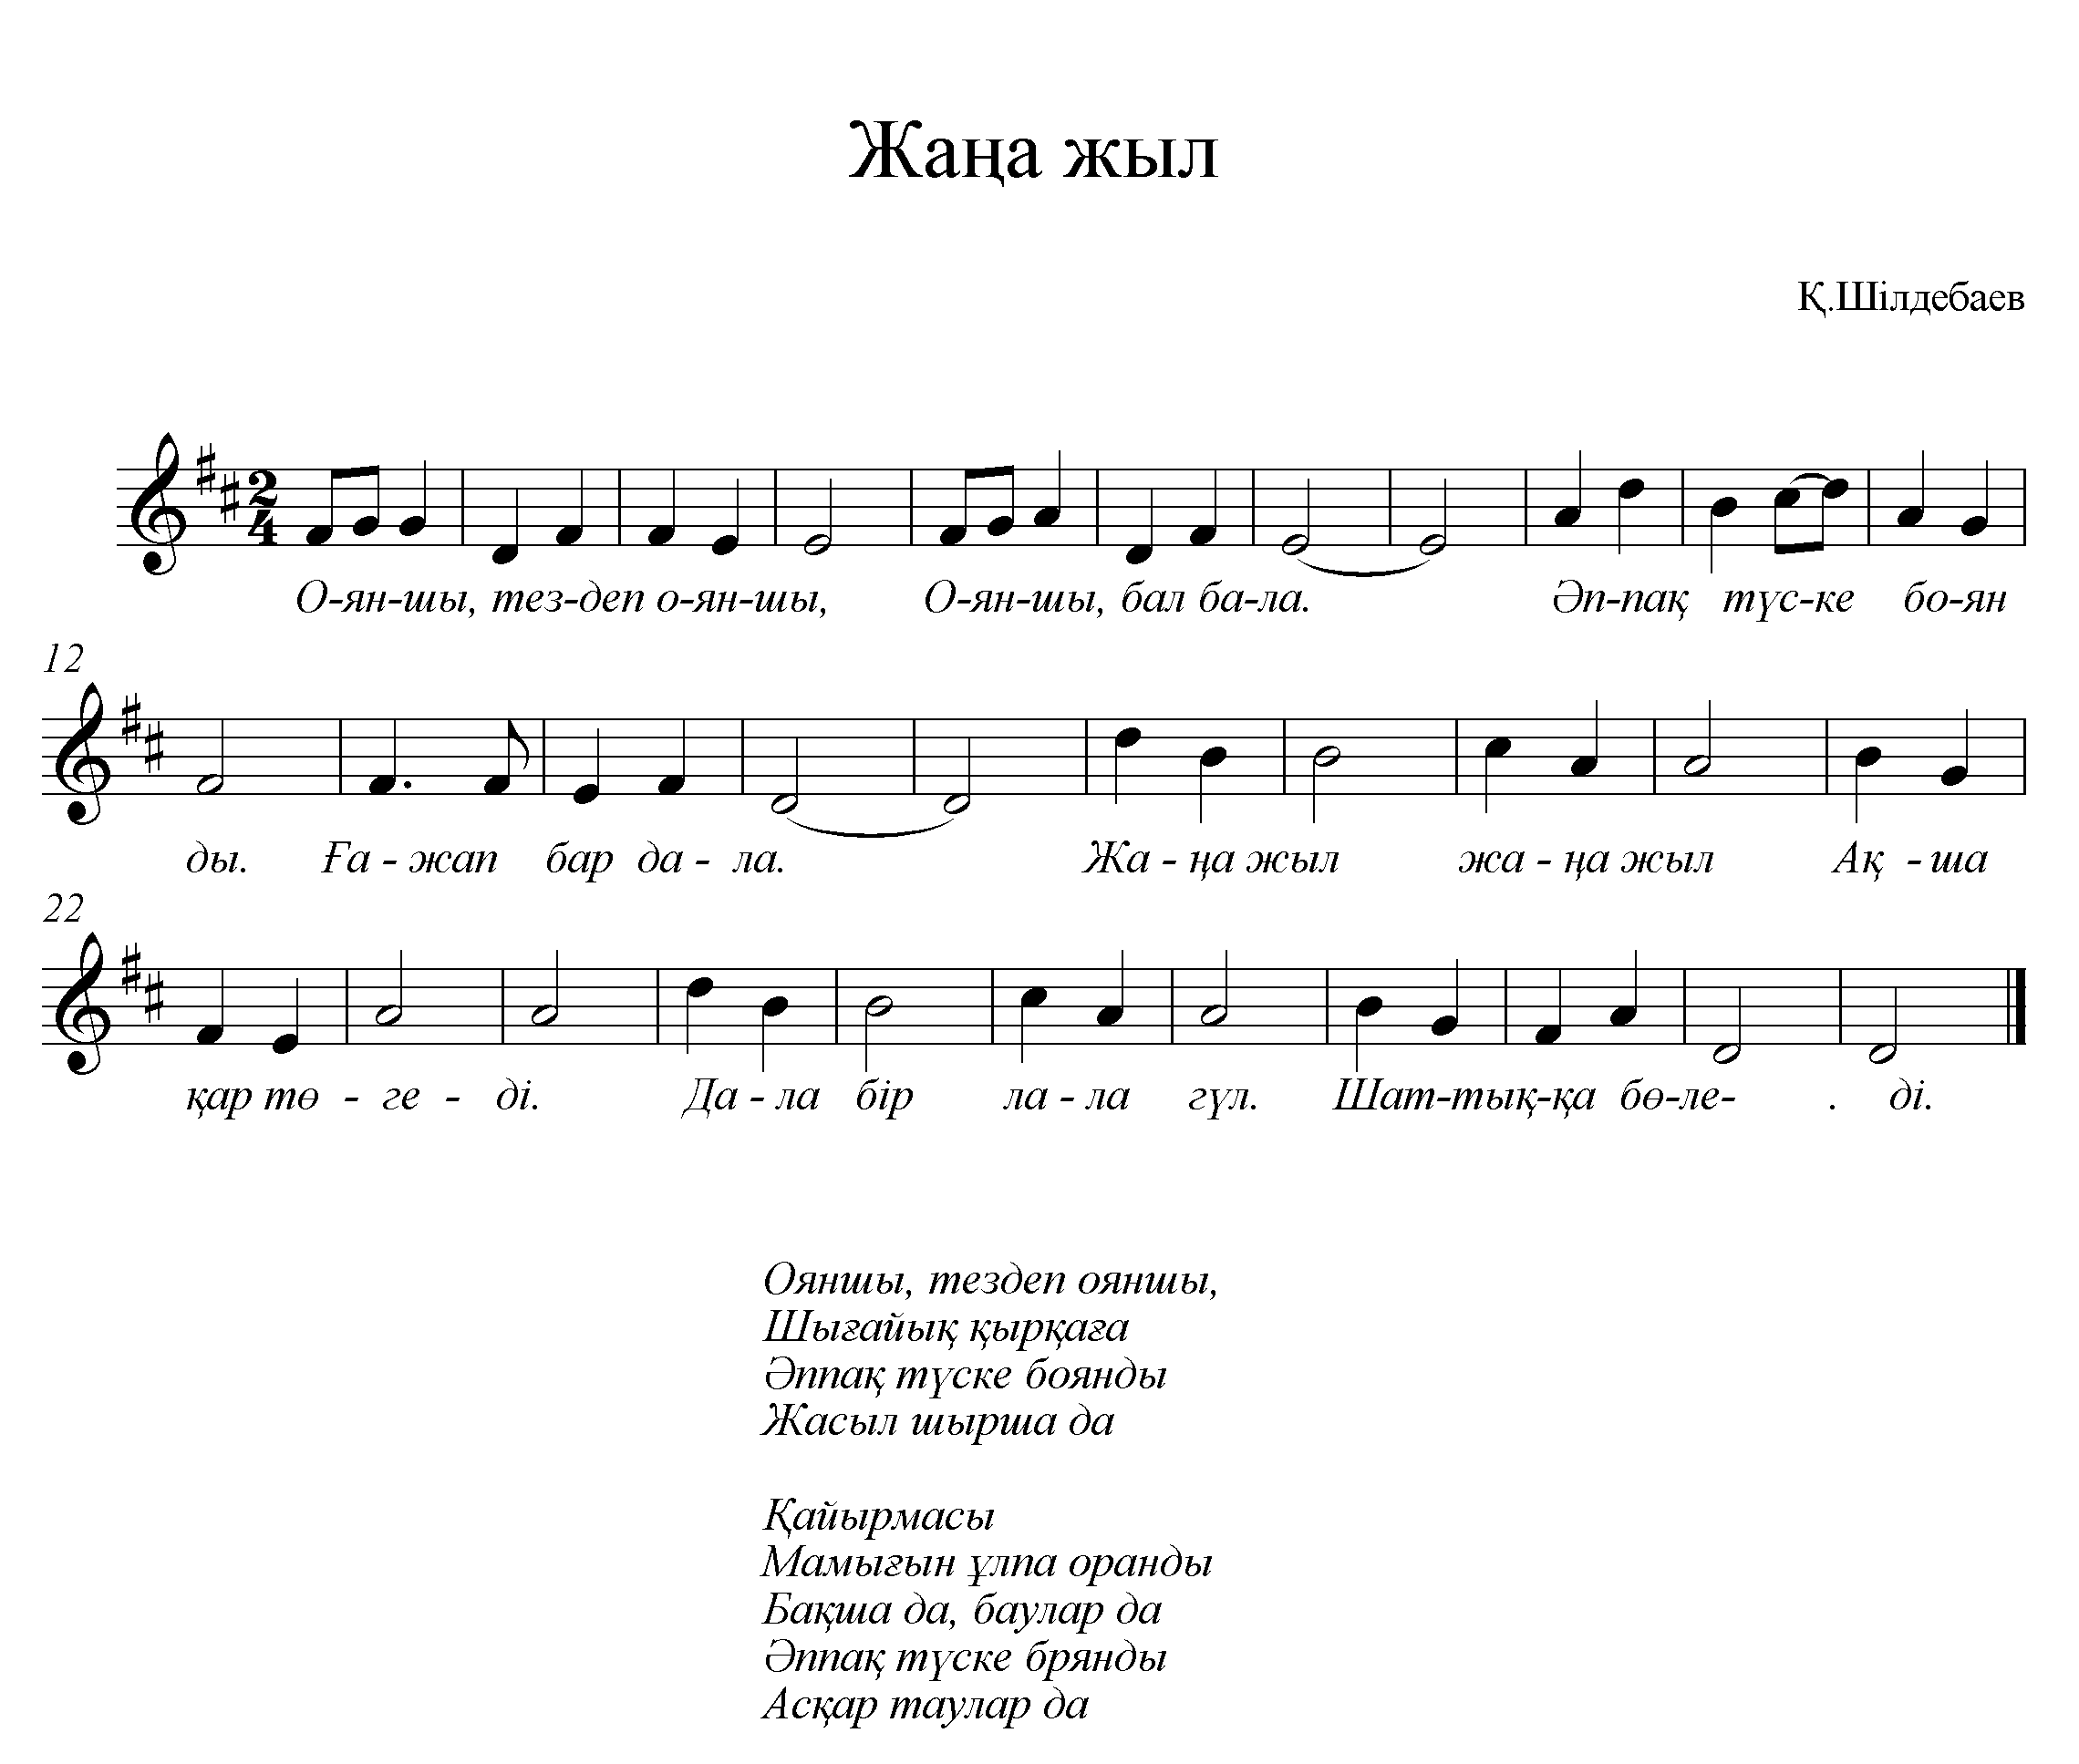 Жаңа жыл
Қ.Шілдебаев
2
4
О-ян-шы, тез-деп о-ян-шы, О-ян-шы, бал ба-ла. Әп-пақ түс-ке бо-ян
12
ды. Ға - жап бар да - ла. Жа - ңа жыл жа - ңа жыл Ақ - ша
22
қар тө - ге - ді. Да - ла бір ла - ла гүл. Шат-тық-қа бө-ле- . ді.
Ояншы, тездеп ояншы,
Шығайық қырқаға
Әппақ түске боянды
Жасыл шырша да
Қайырмасы
Мамығын ұлпа оранды
Бақша да, баулар да
Әппақ түске брянды
Асқар таулар да